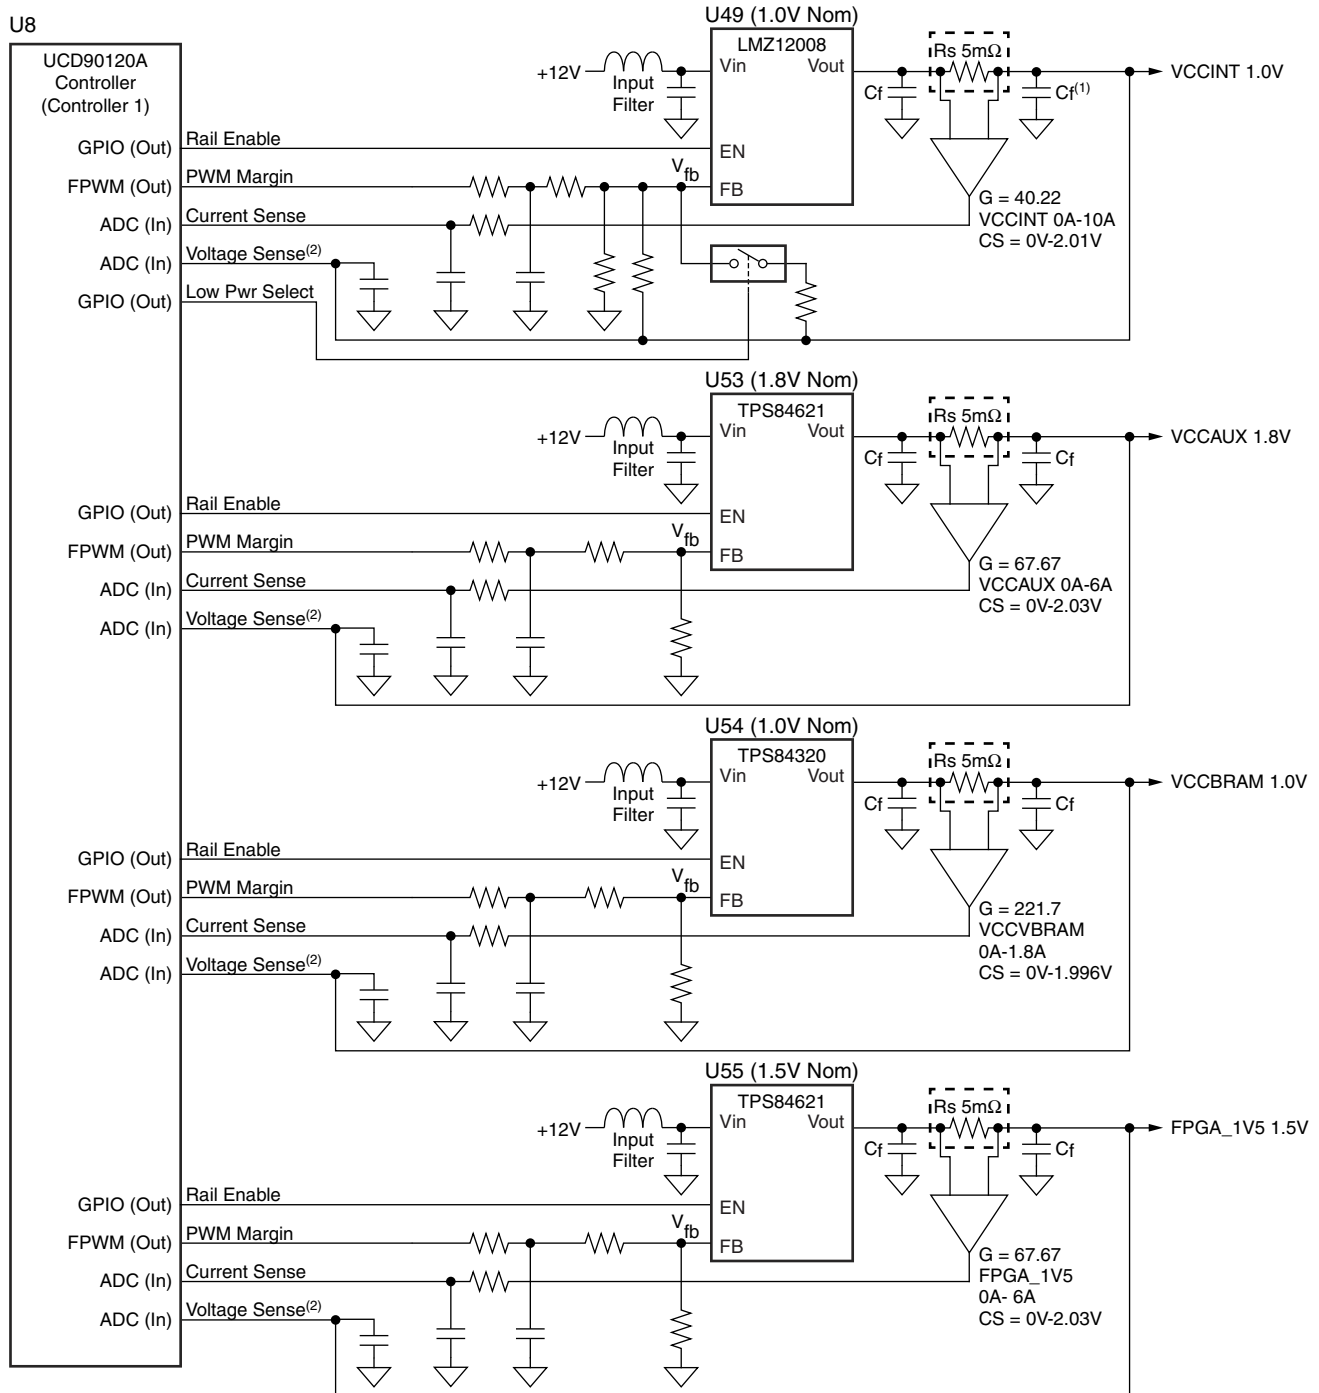 U8
UCD90120A
Controller
(Controller 1)
GPIO (Out) Rail Enable
FPWM (Out) PWM Margin
ADC (In) Current Sense
ADC (In) Voltage Sense(2)
GPIO (Out) Low Pwr Select
U49 (1.0V Nom)
LMZ12008
+12V
Input
Filter
Vin Vout
EN
Vfb
FB
Cf
Rs 5mΩ
Cf(1)
VCCINT 1.0V
G = 40.22
VCCINT 0A-10A
CS = 0V-2.01V
U53 (1.8V Nom)
TPS84621
+12V
Input
Filter
Vin Vout
EN
Vfb
FB
Cf
Rs 5mΩ
Cf
VCCAUX 1.8V
G = 67.67
VCCAUX 0A-6A
CS = 0V-2.03V
GPIO (Out) Rail Enable
FPWM (Out) PWM Margin
ADC (In) Current Sense
ADC (In) Voltage Sense(2)
U54 (1.0V Nom)
TPS84320
+12V
Input
Filter
Vin Vout
EN
Vfb
FB
Cf
Rs 5mΩ
Cf
VCCBRAM 1.0V
G = 221.7
VCCVBRAM
0A-1.8A
CS = 0V-1.996V
GPIO (Out) Rail Enable
FPWM (Out) PWM Margin
ADC (In) Current Sense
ADC (In) Voltage Sense(2)
U55 (1.5V Nom)
TPS84621
+12V
Input
Filter
Vin Vout
EN
Vfb
FB
Cf
Rs 5mΩ
Cf
FPGA_1V5 1.5V
G = 67.67
FPGA_1V5
0A- 6A
CS = 0V-2.03V
GPIO (Out) Rail Enable
FPWM (Out) PWM Margin
ADC (In) Current Sense
ADC (In) Voltage Sense(2)